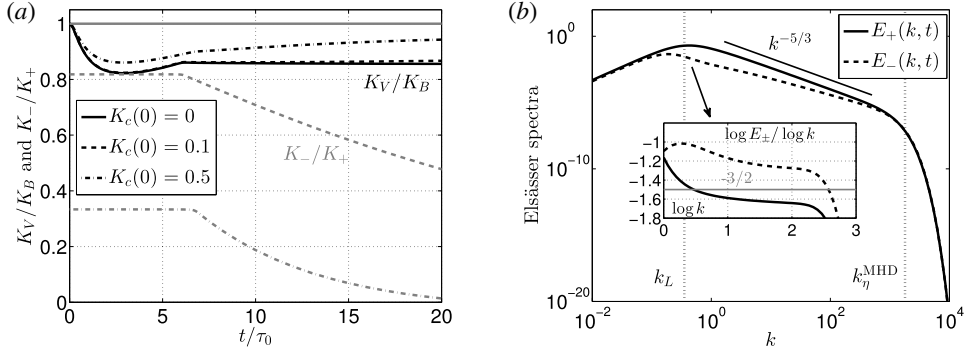 (a)
K_V/K_B and K_−/K_+
1
0.8
0.6
0.4
0.2
0
K_c(0) = 0
K_c(0) = 0.1
K_c(0) = 0.5
K_V/K_B
K_−/K_+
0 5 10 15 20
t/τ_0
(b)
Elsässer spectra
10^0
10^−10
10^−20
k^−5/3
E_+(k, t)
E_−(k, t)
log E_±/ log k
−1
−1.2
−1.4
−1.6
−1.8
-3/2
log k
0 1 2 3
k_L
k_η^MHD
10^−2 10^0 10^2 10^4
k